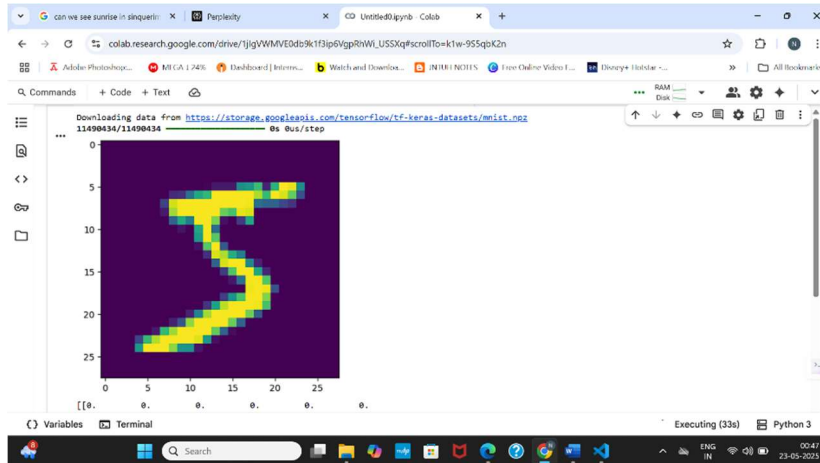 can we see sunrise in sinquerim
Perplexity
Untitled0.ipynb - Colab
colab.research.google.com/drive/1jIgVWMVE0db9k1f3ip6VgpRhWi_USSXq#scrollTo=k1w-9S5qbK2n
Adobe Photoshop:... MEGA Dashboard | Interns... Watch and Downloa... JNTUH NOTES Free Online Video E... Disney+ Hotstar -... » All Bookmarks
Commands + Code + Text RAM Disk
Downloading data from https://storage.googleapis.com/tensorflow/tf-keras-datasets/mnist.npz
11490434/11490434 0s 0us/step
0
5
10
15
20
25
0 5 10 15 20 25
[[0. 0. 0. 0. 0. 0.
Variables Terminal Executing (33s) Python 3
Search ENG IN 00:47 23-05-2025